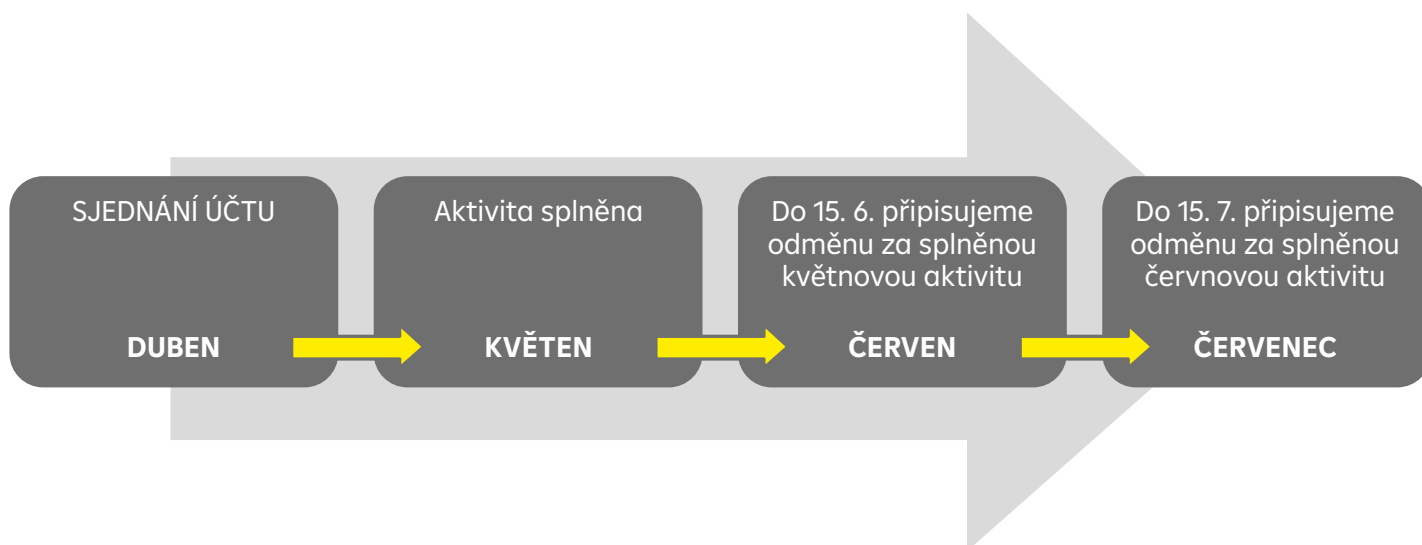 SJEDNÁNÍ ÚČTU
DUBEN
Aktivita splněna
KVĚTEN
Do 15. 6. připisujeme
odměnu za splněnou
květnovou aktivitu
ČERVEN
Do 15. 7. připisujeme
odměnu za splněnou
červnovou aktivitu
ČERVENEC